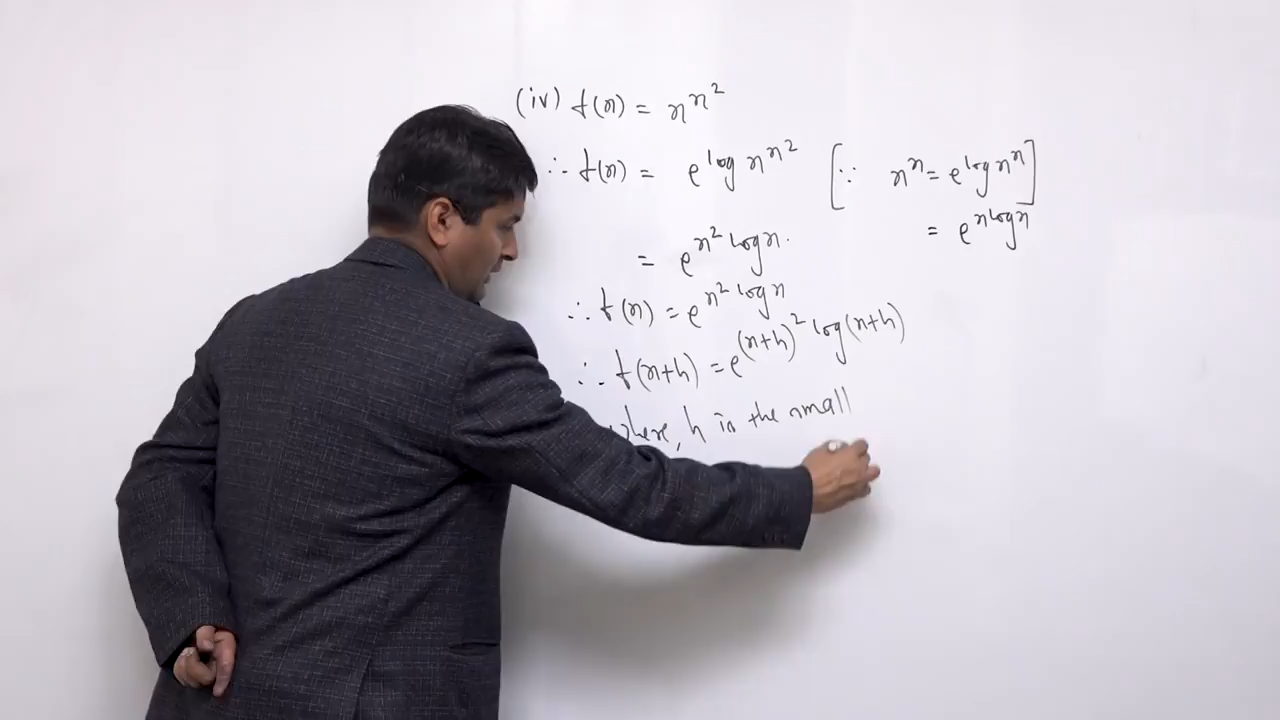 (iv) f(x) = x^x^2
∴ f(x) = e^log x^x^2 [∵ x^x = e^log x^x]
= e^x log x
= e^x^2 log x.
∴ f(x) = e^x^2 log x
∴ f(x+h) = e^(x+h)^2 log(x+h)
where, h is the small